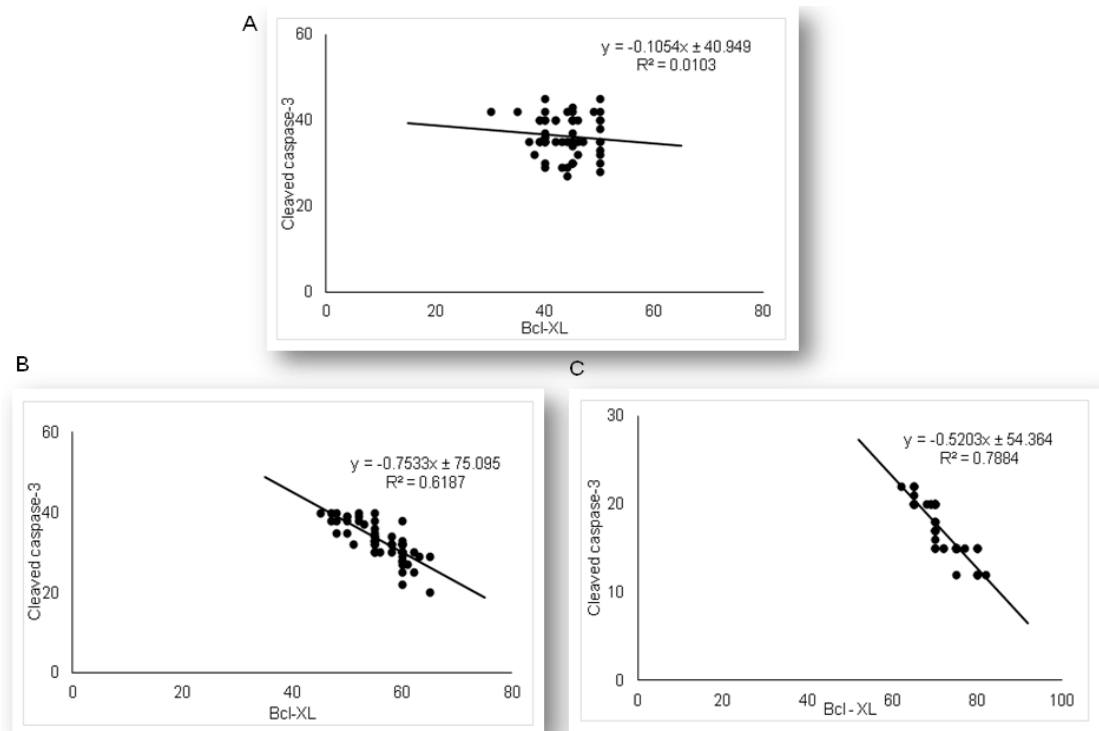 A
60
40
20
0
Cleaved caspase-3
y = -0.1054x ± 40.949
R² = 0.0103
0 20 40 60 80
Bcl-XL
B
60
40
20
0
Cleaved caspase-3
y = -0.7533x ± 75.095
R² = 0.6187
0 20 40 60 80
Bcl-XL
C
30
20
10
0
Cleaved caspase-3
y = -0.5203x ± 54.364
R² = 0.7884
0 20 40 60 80 100
Bcl - XL